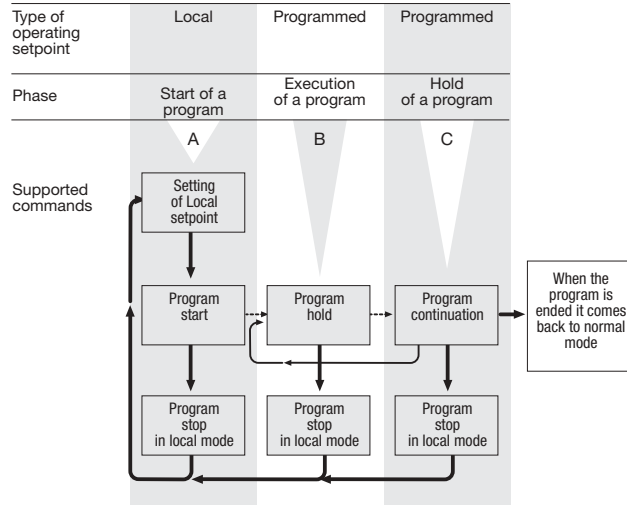 Type of
operating
setpoint
Local
Programmed
Programmed
Phase
Start of a
program
Execution
of a program
Hold
of a program
A
B
C
Supported
commands
Setting
of Local
setpoint
Program
start
Program
hold
Program
continuation
When the
program is
ended it comes
back to normal
mode
Program
stop
in local mode
Program
stop
in local mode
Program
stop
in local mode